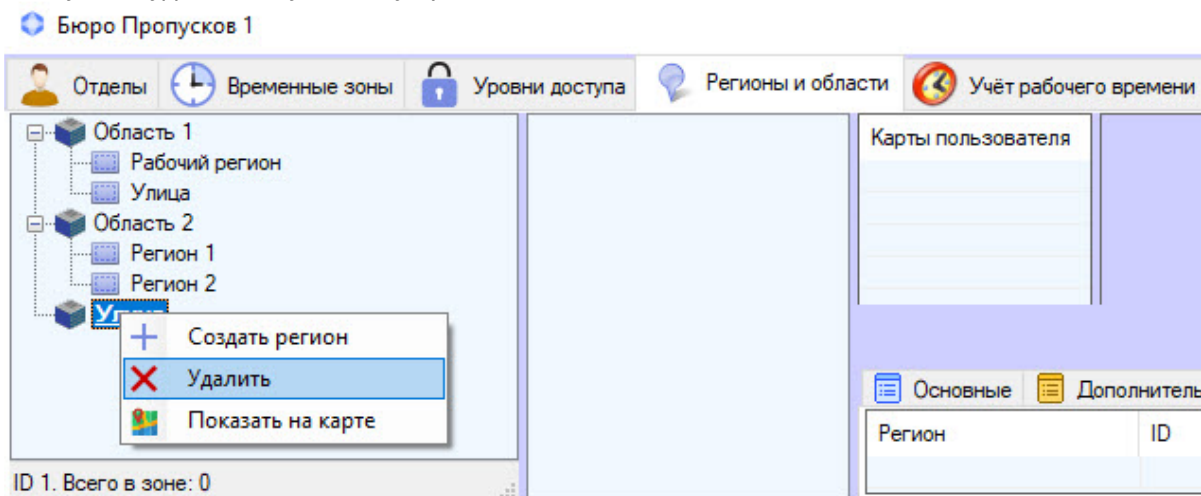 Бюро Пропусков 1
Отделы Временные зоны Уровни доступа Регионы и области Учёт рабочего времени
Область 1
Рабочий регион
Улица
Область 2
Регион 1
Регион 2
Создать регион
Удалить
Показать на карте
ID 1. Всего в зоне: 0
Карты пользователя
Основные Дополнитель
Регион ID